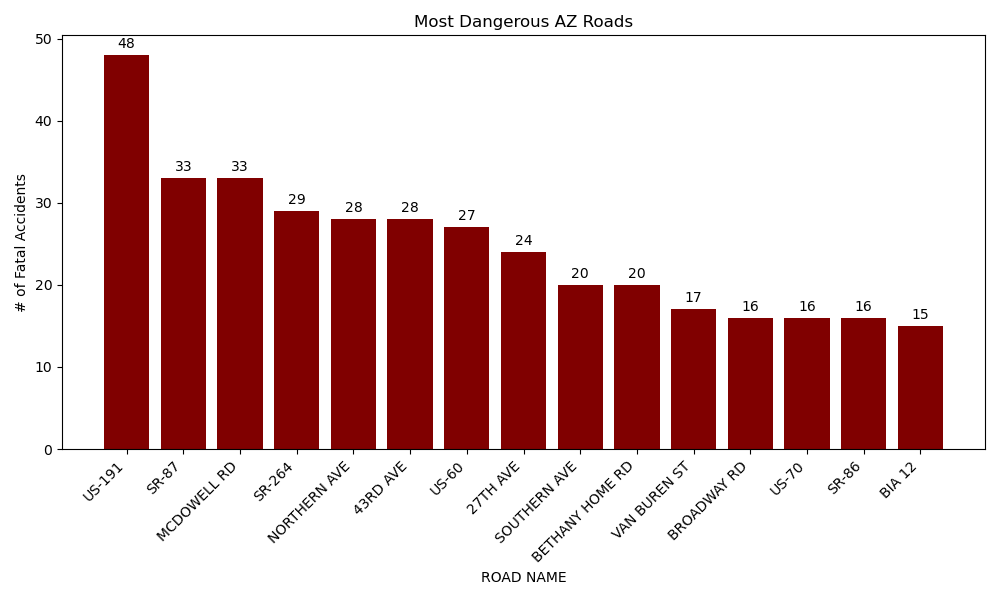 Most Dangerous AZ Roads
# of Fatal Accidents
50
40
30
20
10
0
48
33
33
29
28
28
27
24
20
20
17
16
16
16
15
US-191
SR-87
MCDOWELL RD
SR-264
NORTHERN AVE
43RD AVE
US-60
27TH AVE
SOUTHERN AVE
BETHANY HOME RD
VAN BUREN ST
BROADWAY RD
US-70
SR-86
BIA 12
ROAD NAME